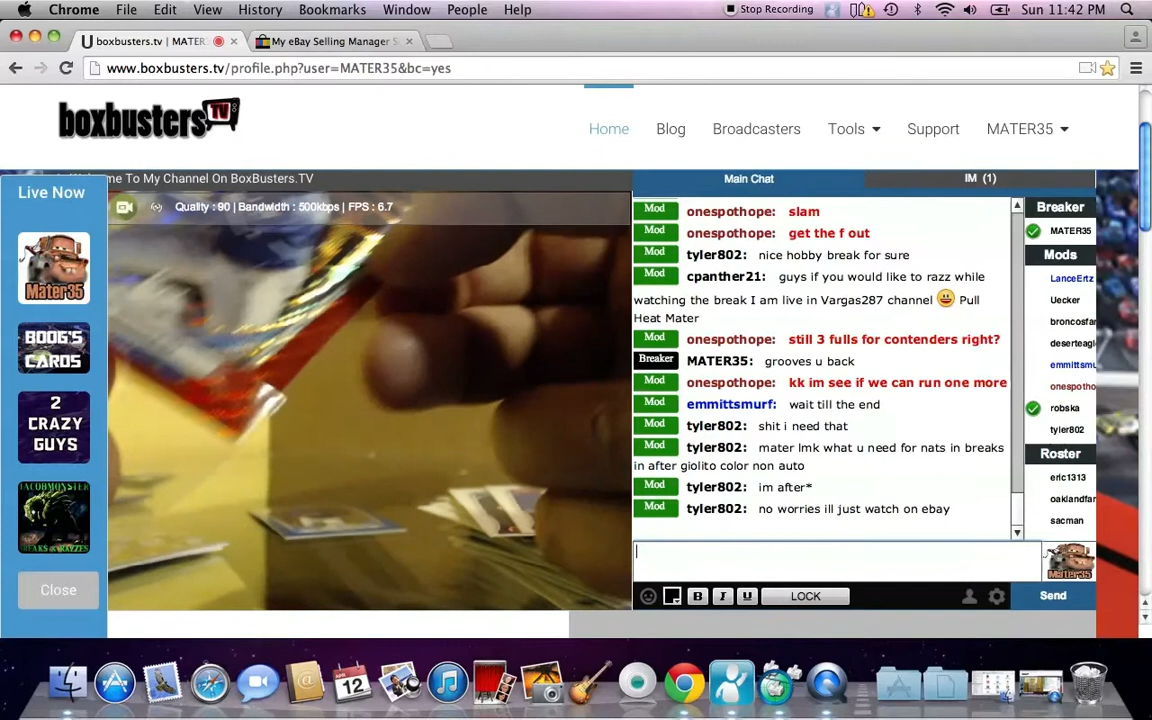 Chrome File Edit View History Bookmarks Window People Help
Stop Recording
Sun 11:42 PM
boxbusters.tv | MATER
My eBay Selling Manager S
www.boxbusters.tv/profile.php?user=MATER35&bc=yes
boxbusters TV
Home Blog Broadcasters Tools Support MATER35
me To My Channel On BoxBusters.TV
Main Chat
IM (1)
Live Now
Quality : 90 | Bandwidth : 500kbps | FPS : 6.7
Mater35
BOOG'S
CARDS
2
CRAZY
GUYS
Close
Mod onespothope: slam
Mod onespothope: get the f out
Mod tyler802: nice hobby break for sure
Mod cpanther21: guys if you would like to razz while
watching the break I am live in Vargas287 channel Pull
Heat Mater
Mod onespothope: still 3 fulls for contenders right?
Breaker MATER35: grooves u back
Mod onespothope: kk im see if we can run one more
Mod emmittsmurf: wait till the end
Mod tyler802: shit i need that
Mod tyler802: mater lmk what u need for nats in breaks
in after giolito color non auto
Mod tyler802: im after*
Mod tyler802: no worries ill just watch on ebay
Breaker
MATER35
Mods
LanceErtz
Uecker
broncosfar
deserteagl
emmittsmu
onespotho
robska
tyler802
Roster
eric1313
oaklandfar
sacman
Mater35
B I U LOCK
Send
APR
12